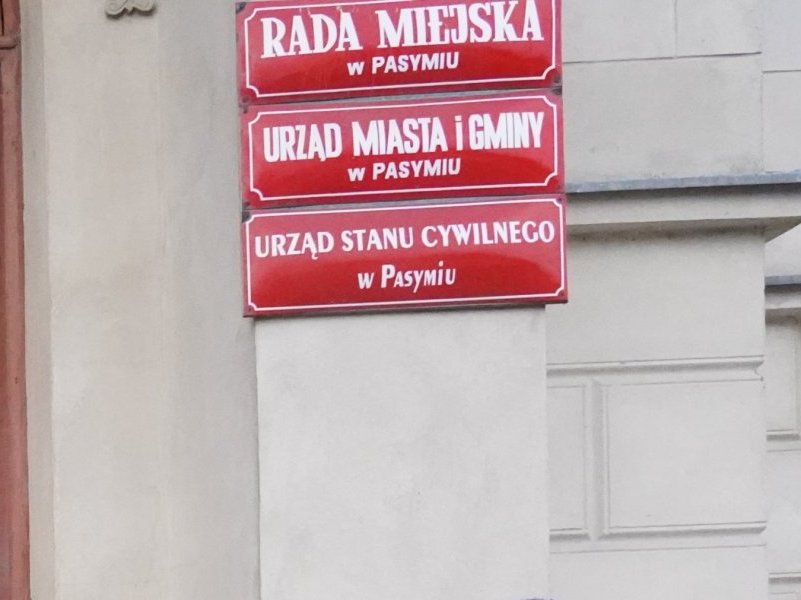 RADA MIEJSKA
w PASYMIU
URZĄD MIASTA i GMINY
w PASYMIU
URZĄD STANU CYWILNEGO
w Pasymiu